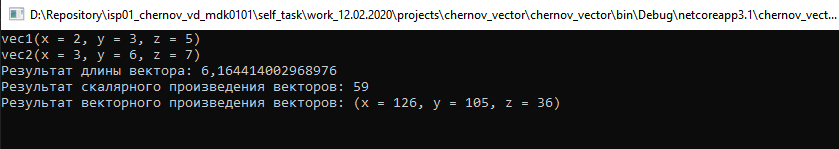 D:\Repository\isp01_chernov_vd_mdk0101\self_task\work_12.02.2020\projects\chernov_vector\chernov_vector\bin\Debug\netcoreapp3.1\chernov_vect...
vec1(x = 2, y = 3, z = 5)
vec2(x = 3, y = 6, z = 7)
Результат длины вектора: 6,164414002968976
Результат скалярного произведения векторов: 59
Результат векторного произведения векторов: (x = 126, y = 105, z = 36)